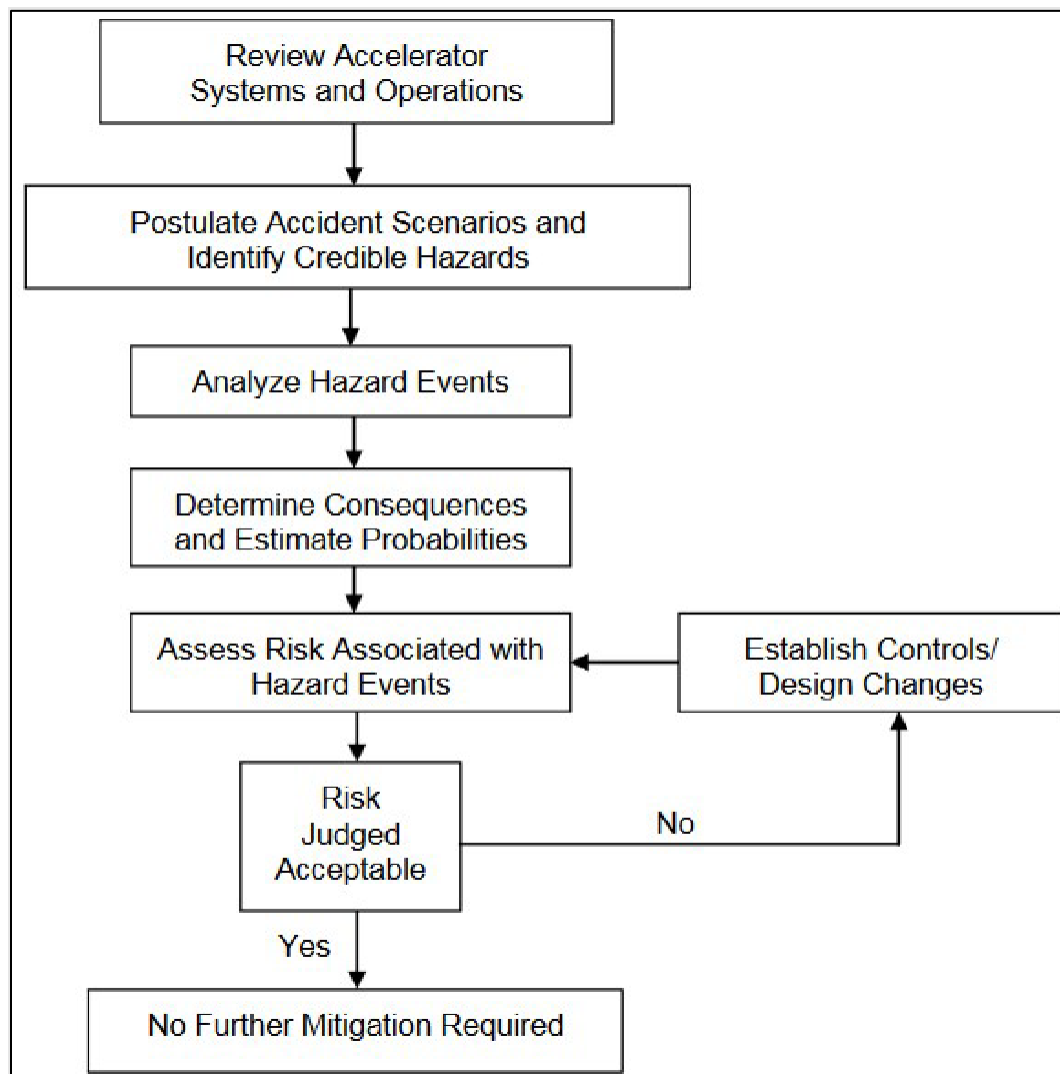 Review Accelerator
Systems and Operations
Postulate Accident Scenarios and
Identify Credible Hazards
Analyze Hazard Events
Determine Consequences
and Estimate Probabilities
Assess Risk Associated with
Hazard Events
Establish Controls/
Design Changes
Risk
Judged
Acceptable
No
Yes
No Further Mitigation Required